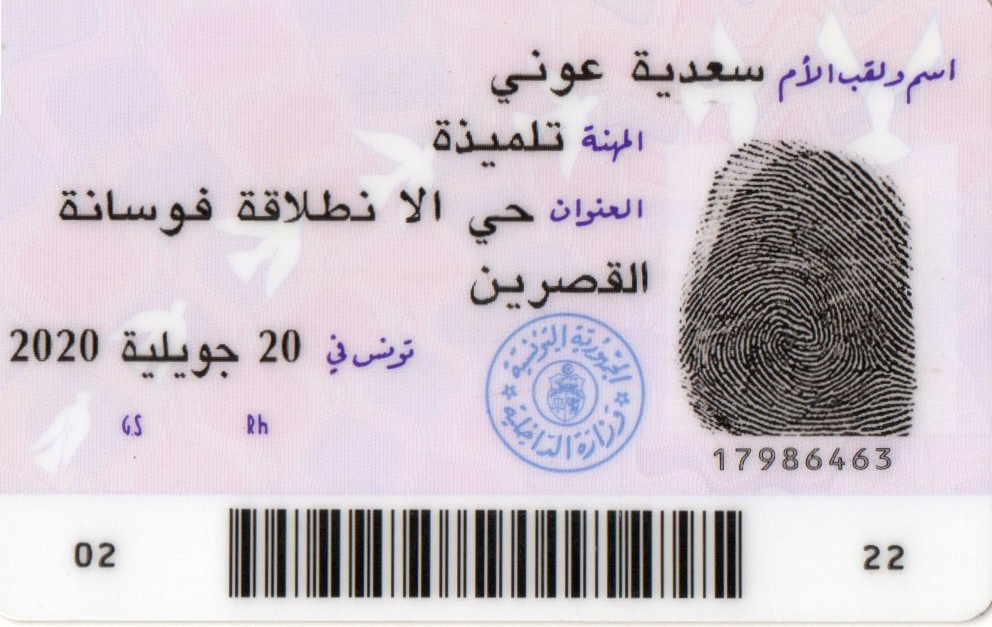 اسم ولقب الأم سعدية عوني
المهنة تلميذة
العنوان حي الا نطلاقة فوسانة
القصرين
تونس في 20 جويلية 2020
Rh GS
الجمهورية التونسية
وزارة الداخلية
17986463
02 22